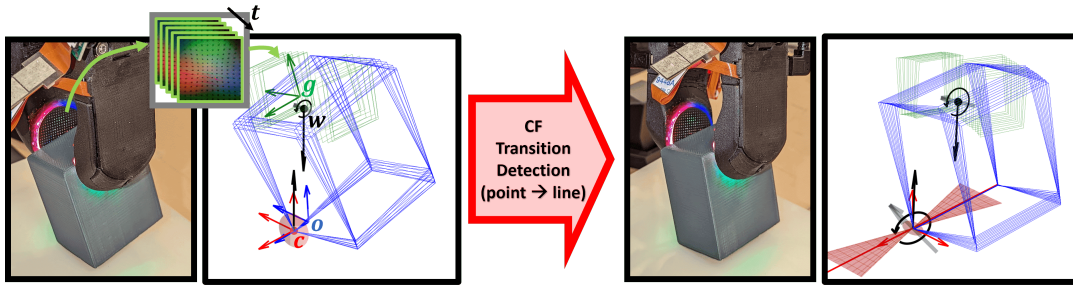 t
g
w
o
c
CF
Transition
Detection
(point → line)